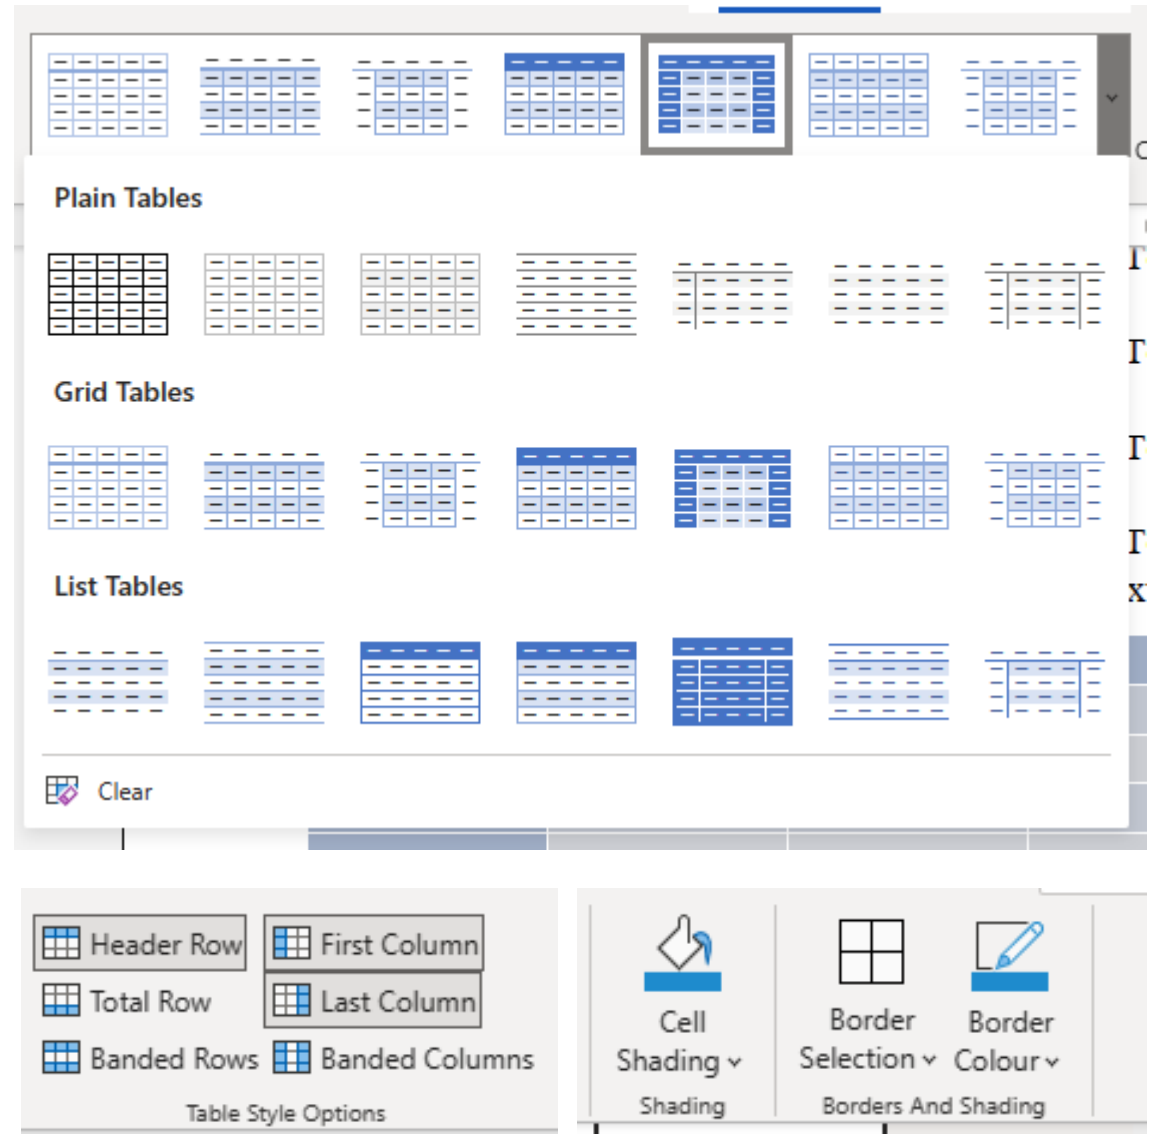 Plain Tables
Grid Tables
List Tables
Clear
Header Row
First Column
Total Row
Last Column
Banded Rows
Banded Columns
Table Style Options
Cell
Shading
Shading
Border
Selection
Border
Colour
Borders And Shading